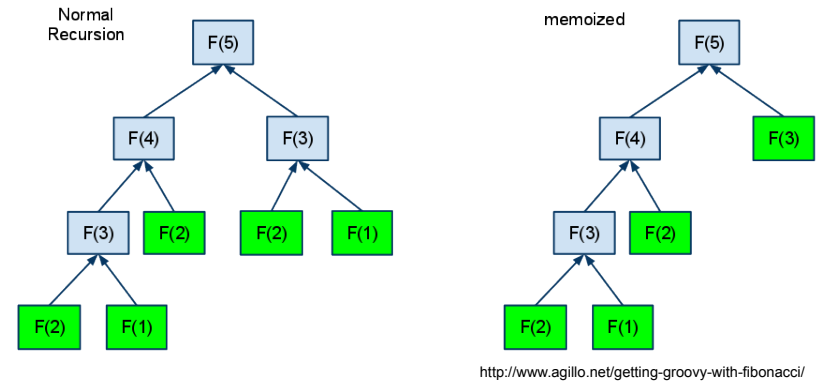 Normal
Recursion
F(5)
F(4)
F(3)
F(3)
F(2)
F(2)
F(1)
F(2)
F(1)
memoized
F(5)
F(4)
F(3)
F(3)
F(2)
F(2)
F(1)
http://www.agillo.net/getting-groovy-with-fibonacci/